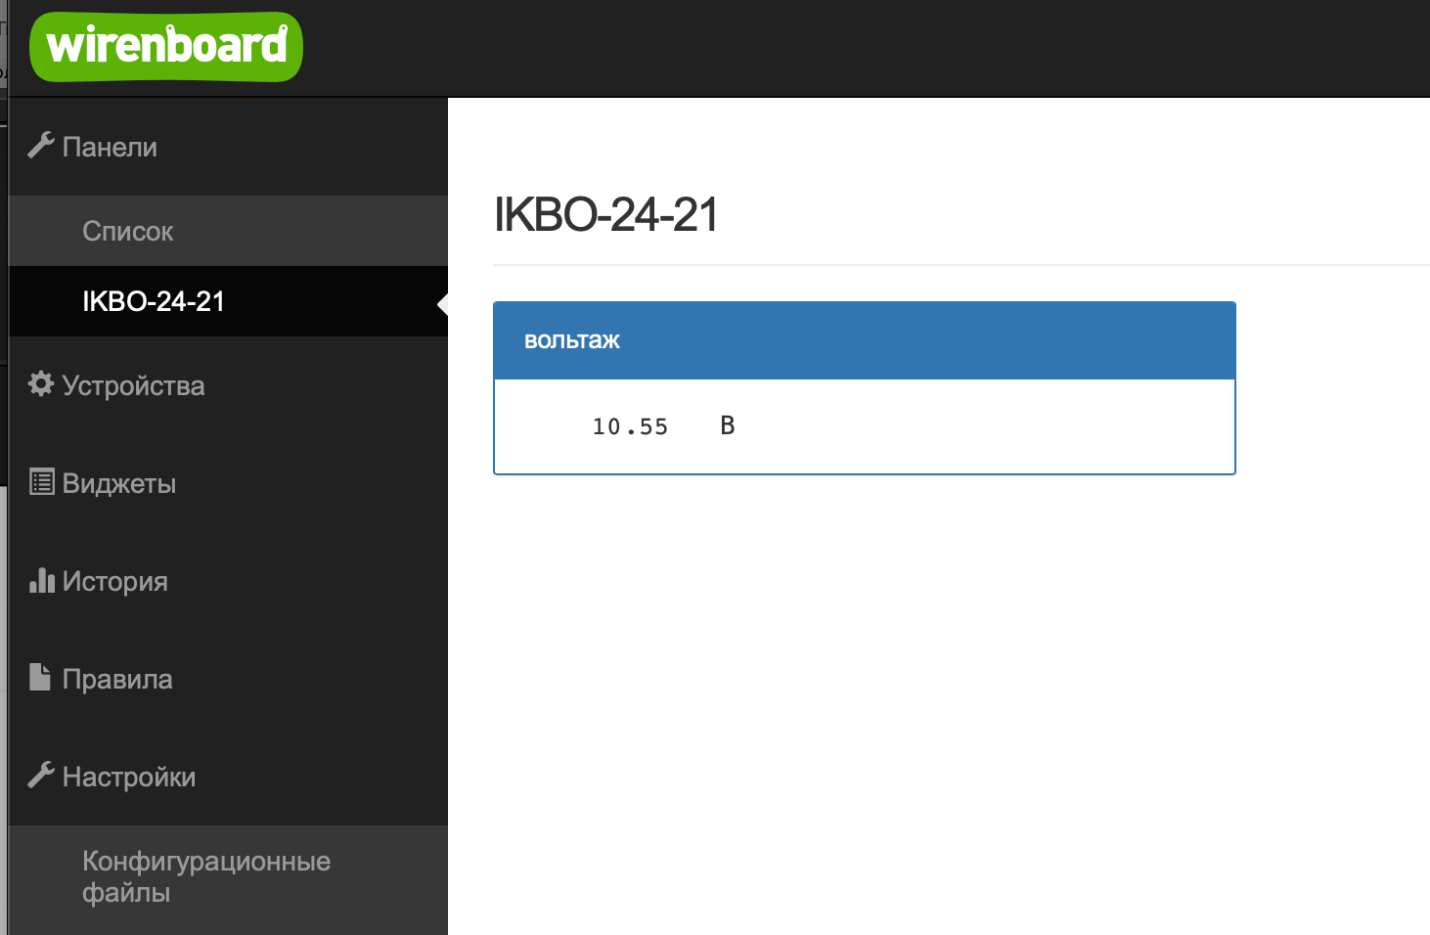 wirenboard
Панели
Список
IKBO-24-21
Устройства
Виджеты
История
Правила
Настройки
Конфигурационные
файлы
IKBO-24-21
вольтаж
10.55 В